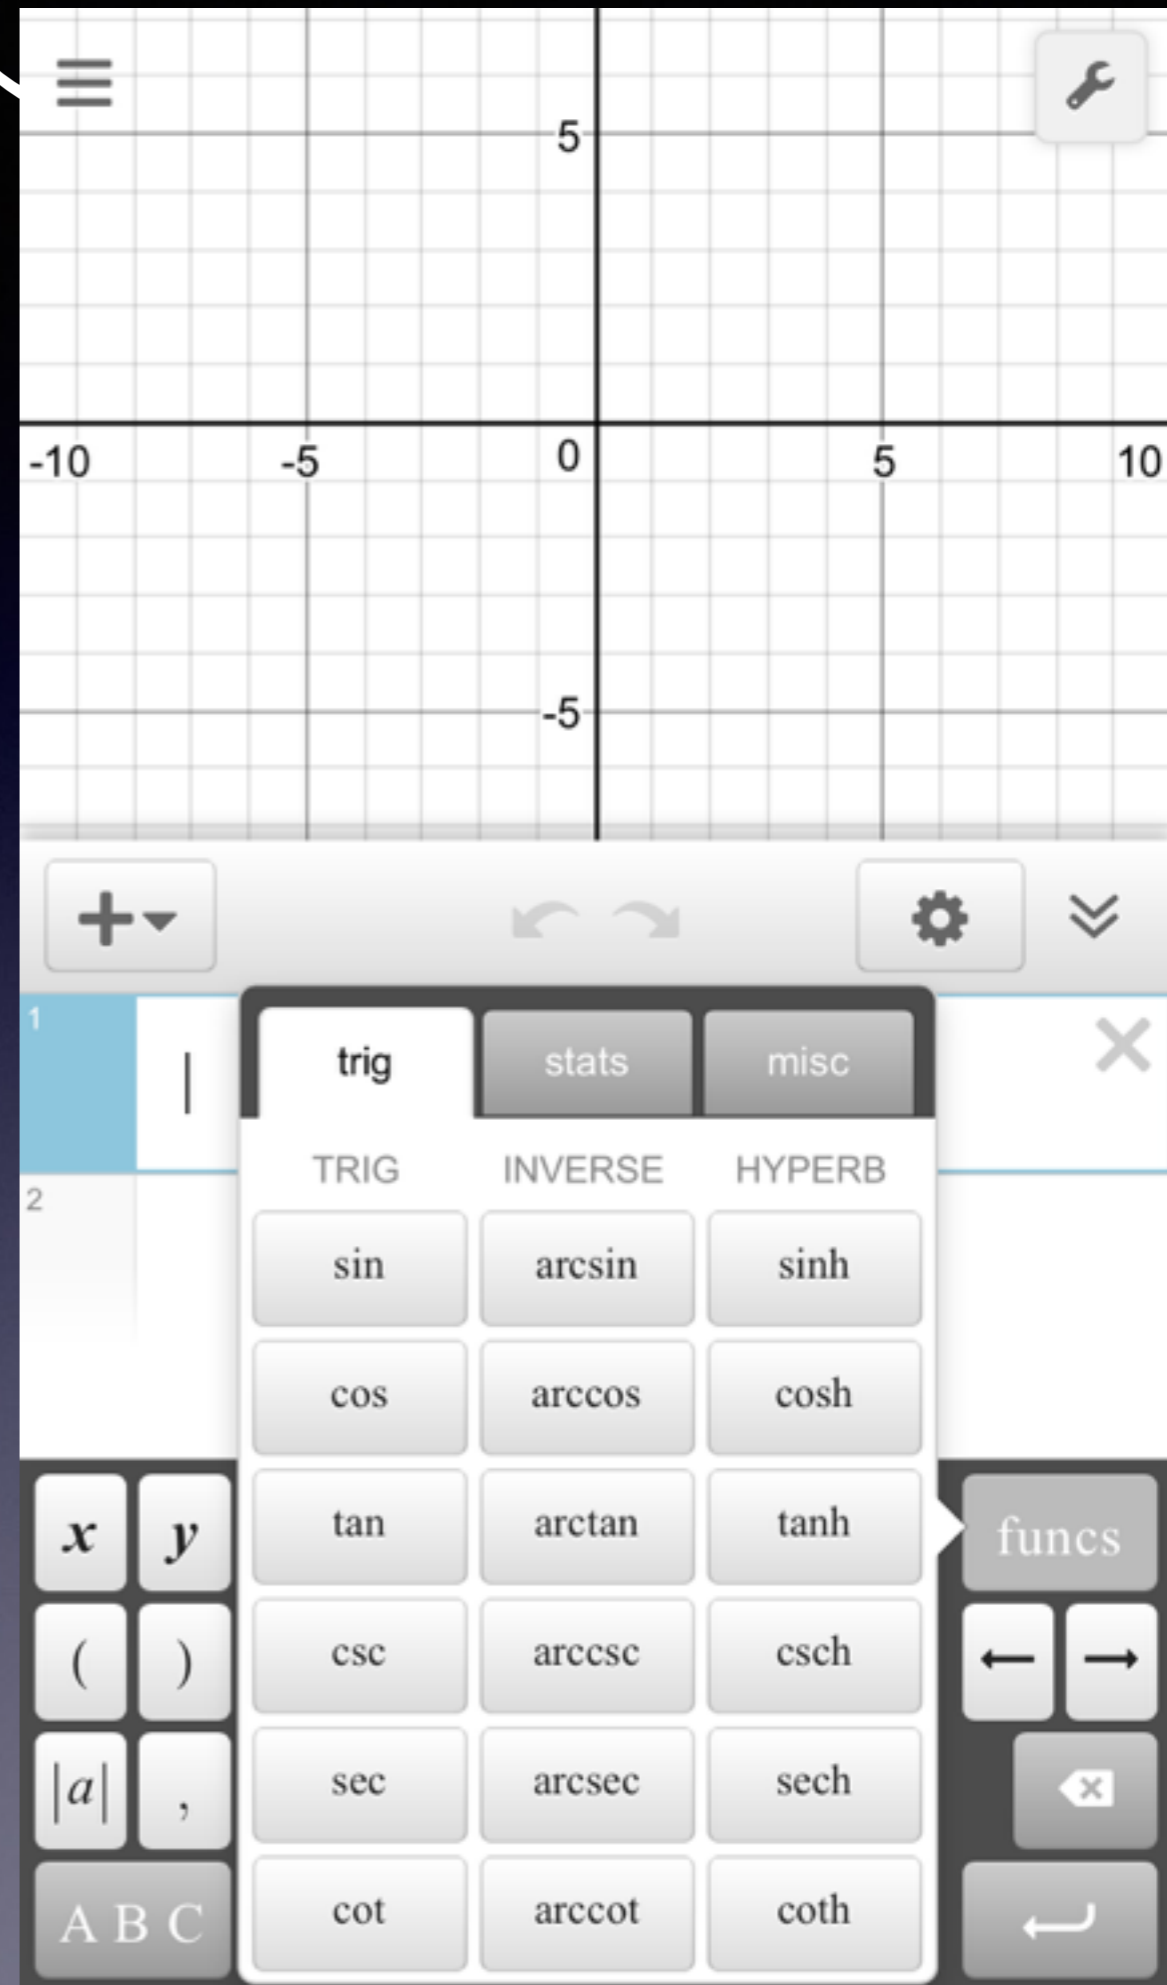 5
-10 -5 0 5 10
-5
1
trig stats misc
TRIG INVERSE HYPERB
2
sin arcsin sinh
cos arccos cosh
x y tan arctan tanh funcs
( ) csc arccsc csch ← →
|a| , sec arcsec sech
A B C cot arccot coth